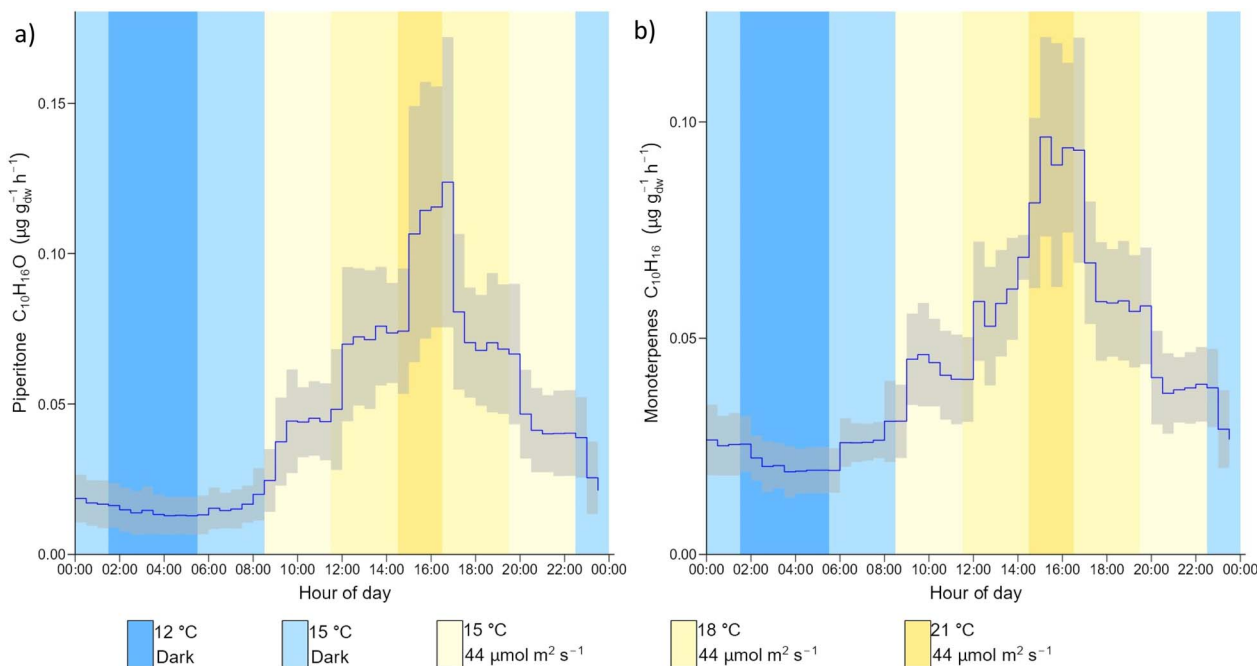 a)
Piperitone C₁₀H₁₆O (µg g⁻¹dw h⁻¹)
0.15
0.10
0.05
0.00
00:00 02:00 04:00 06:00 08:00 10:00 12:00 14:00 16:00 18:00 20:00 22:00 00:00
Hour of day
b)
Monoterpenes C₁₀H₁₆ (µg g⁻¹dw h⁻¹)
0.10
0.05
0.00
00:00 02:00 04:00 06:00 08:00 10:00 12:00 14:00 16:00 18:00 20:00 22:00 00:00
Hour of day
12 °C
Dark
15 °C
Dark
15 °C
44 µmol m² s⁻¹
18 °C
44 µmol m² s⁻¹
21 °C
44 µmol m² s⁻¹